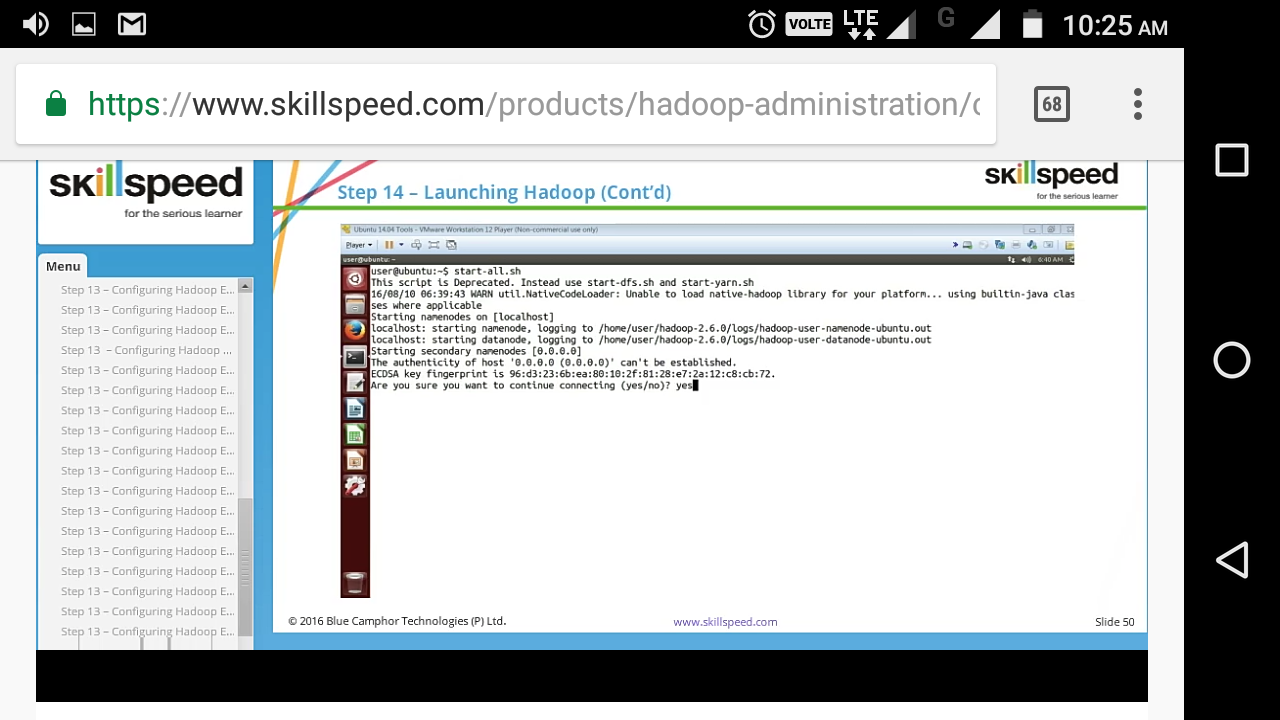 VOLTE LTE G 10:25 AM
https://www.skillspeed.com/products/hadoop-administration/
68
skillspeed
for the serious learner
Menu
Step 13 – Configuring Hadoop E...
Step 13 – Configuring Hadoop E...
Step 13 – Configuring Hadoop E...
Step 13 – Configuring Hadoop ...
Step 13 – Configuring Hadoop E...
Step 13 – Configuring Hadoop E...
Step 13 – Configuring Hadoop E...
Step 13 – Configuring Hadoop E...
Step 13 – Configuring Hadoop E...
Step 13 – Configuring Hadoop E...
Step 13 – Configuring Hadoop E...
Step 13 – Configuring Hadoop E...
Step 13 – Configuring Hadoop E...
Step 13 – Configuring Hadoop E...
Step 13 – Configuring Hadoop E...
Step 13 – Configuring Hadoop E...
Step 13 – Configuring Hadoop E...
Step 13 – Configuring Hadoop E...
Step 14 – Launching Hadoop (Cont'd)
skillspeed
for the serious learner
Ubuntu 14.04 Tools - VMware Workstation 12 Player (Non-commercial use only)
Player
user@ubuntu: ~ 6:40 AM
user@ubuntu:~$ start-all.sh
This script is Deprecated. Instead use start-dfs.sh and start-yarn.sh
16/08/10 06:39:43 WARN util.NativeCodeLoader: Unable to load native-hadoop library for your platform... using builtin-java clas
ses where applicable
Starting namenodes on [localhost]
localhost: starting namenode, logging to /home/user/hadoop-2.6.0/logs/hadoop-user-namenode-ubuntu.out
localhost: starting datanode, logging to /home/user/hadoop-2.6.0/logs/hadoop-user-datanode-ubuntu.out
Starting secondary namenodes [0.0.0.0]
The authenticity of host '0.0.0.0 (0.0.0.0)' can't be established.
ECDSA key fingerprint is 96:d3:23:6b:ea:80:10:2f:81:28:e7:2a:12:c8:cb:72.
Are you sure you want to continue connecting (yes/no)? yes
© 2016 Blue Camphor Technologies (P) Ltd.
www.skillspeed.com
Slide 50